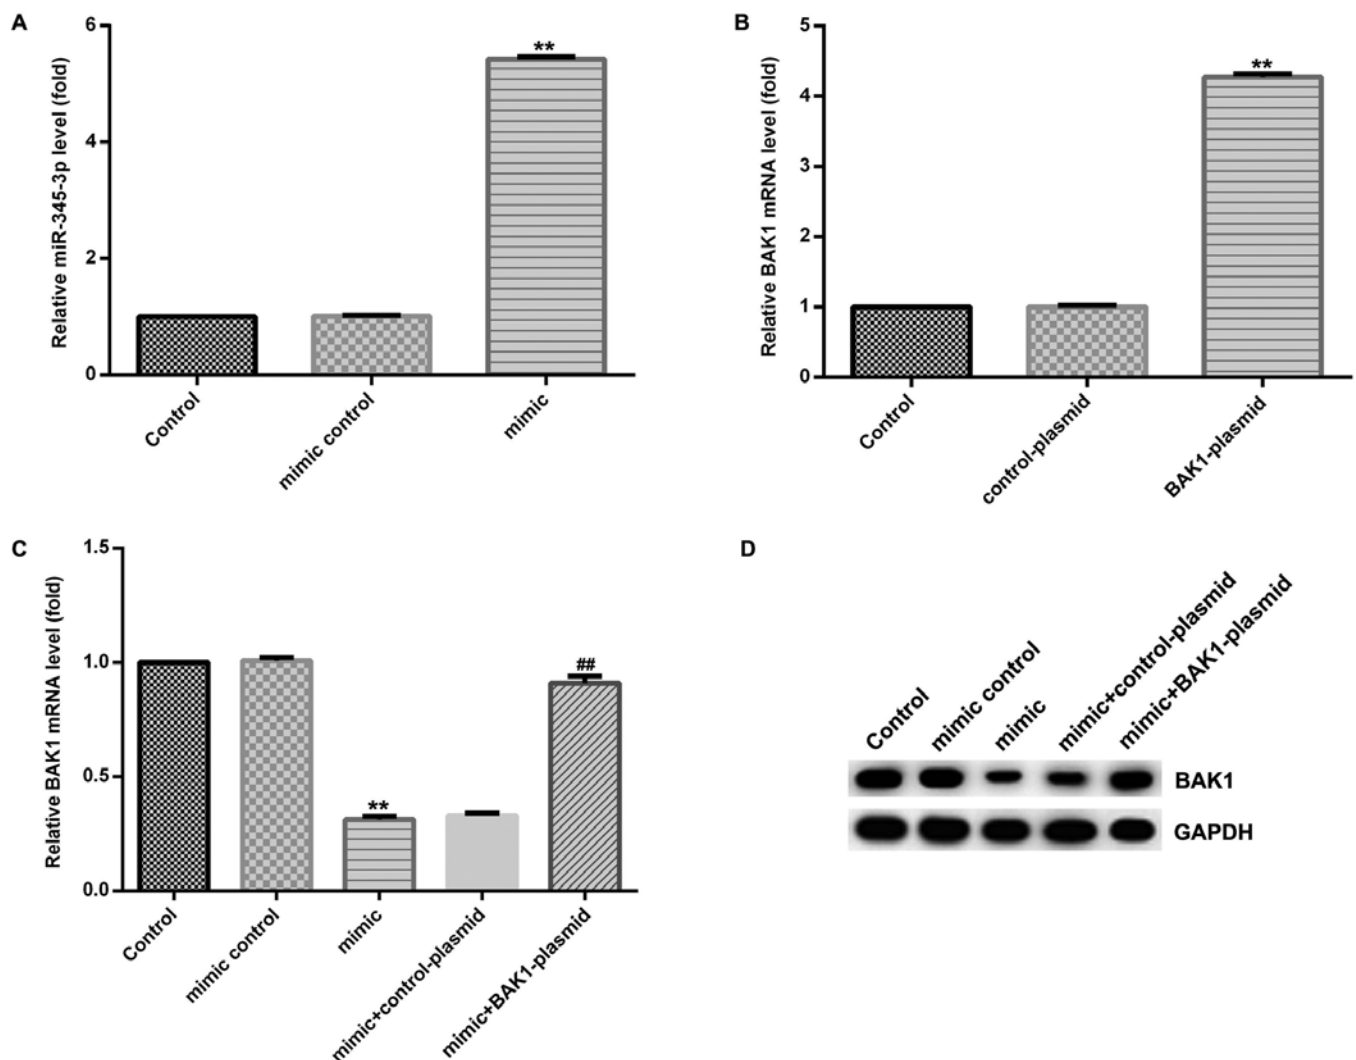 A
Relative miR-345-3p level (fold)
6
4
2
0
**
Control
mimic control
mimic
B
Relative BAK1 mRNA level (fold)
5
4
3
2
1
0
**
Control
control-plasmid
BAK1-plasmid
C
Relative BAK1 mRNA level (fold)
1.5
1.0
0.5
0.0
**
##
Control
mimic control
mimic
mimic+control-plasmid
mimic+BAK1-plasmid
D
Control
mimic control
mimic
mimic+control-plasmid
mimic+BAK1-plasmid
BAK1
GAPDH